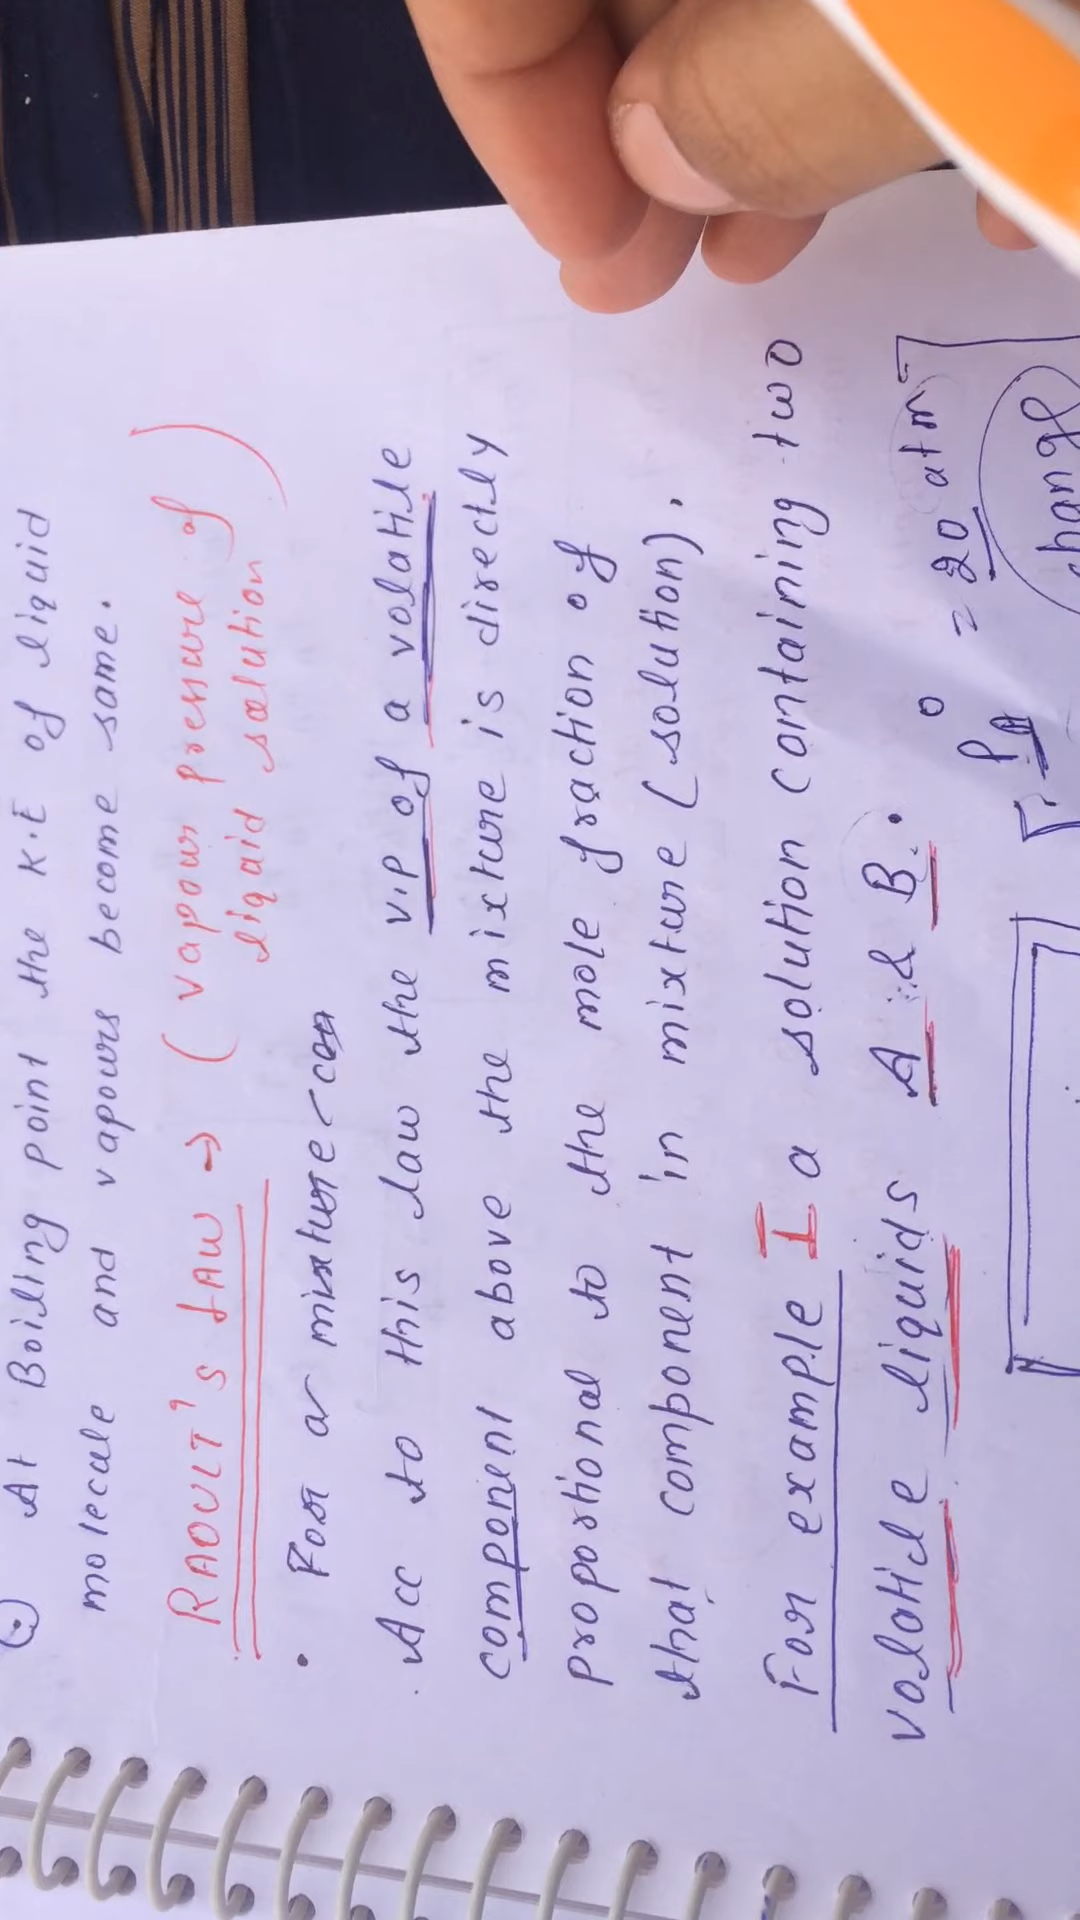 At Boiling point the K.E of liquid
molecule and vapours become same.
RAOULT'S LAW → ( vapour pressure of
liquid solution )
• For a mixture
. Acc to this law the V.P of a volatile
component above the mixture is directly
proportional to the mole fraction of
that component in mixture (solution).
For example I a solution containing two
volatile liquids A & B.
P°A = 20 atm
change